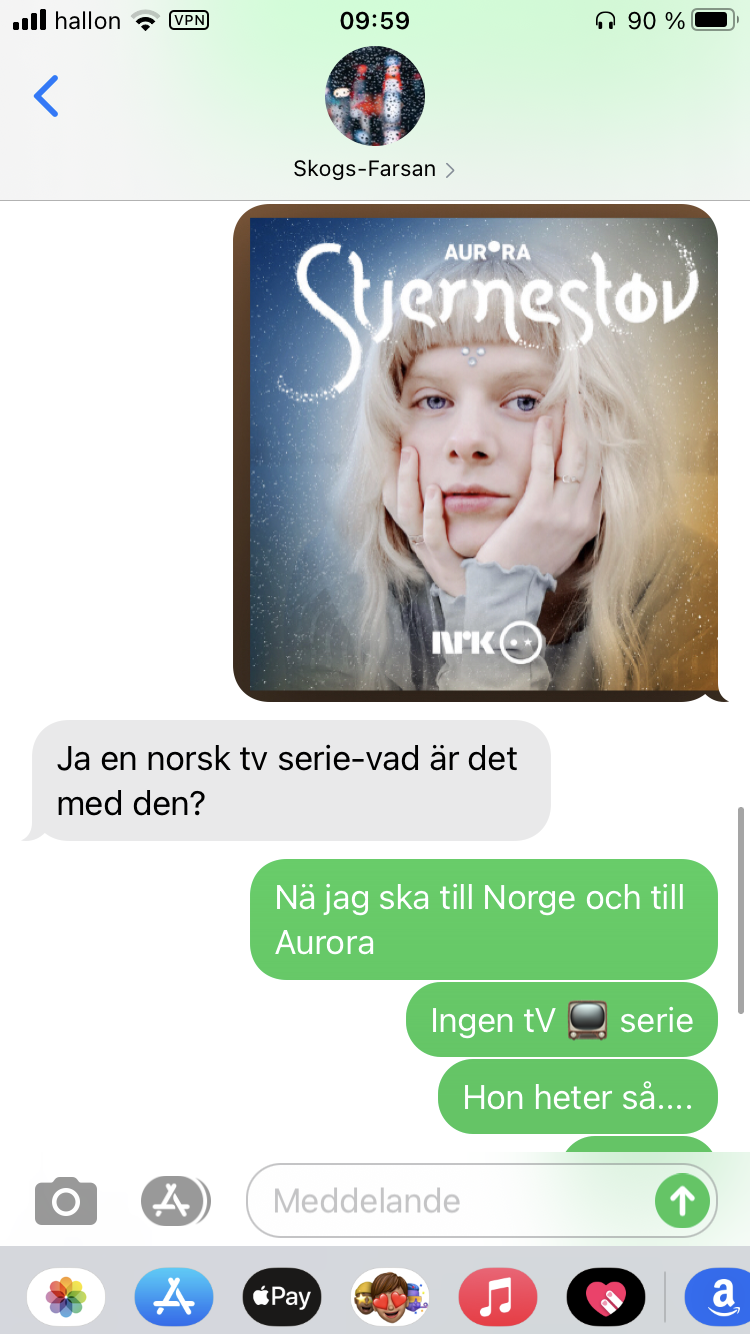 hallon VPN 09:59 90 %
Skogs-Farsan
AURORA
Stjernestøv
NRK
Ja en norsk tv serie-vad är det
med den?
Nä jag ska till Norge och till
Aurora
Ingen tV 📺 serie
Hon heter så....
Meddelande
Pay
a